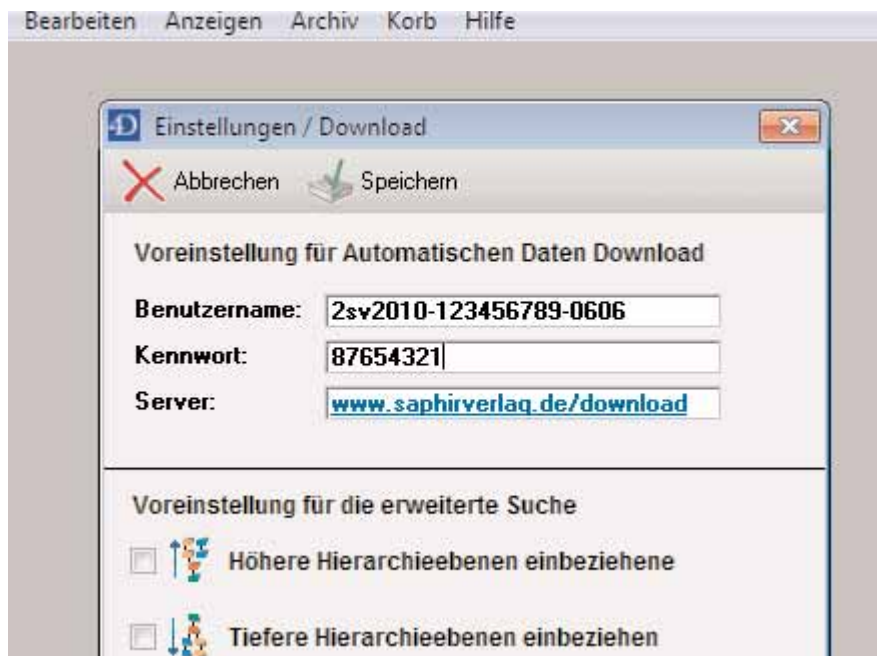 Bearbeiten Anzeigen Archiv Korb Hilfe
4D Einstellungen / Download
Abbrechen Speichern
Voreinstellung für Automatischen Daten Download
Benutzername: 2sv2010-123456789-0606
Kennwort: 87654321
Server: www.saphirverlag.de/download
Voreinstellung für die erweiterte Suche
Höhere Hierarchieebenen einbeziehene
Tiefere Hierarchieebenen einbeziehen